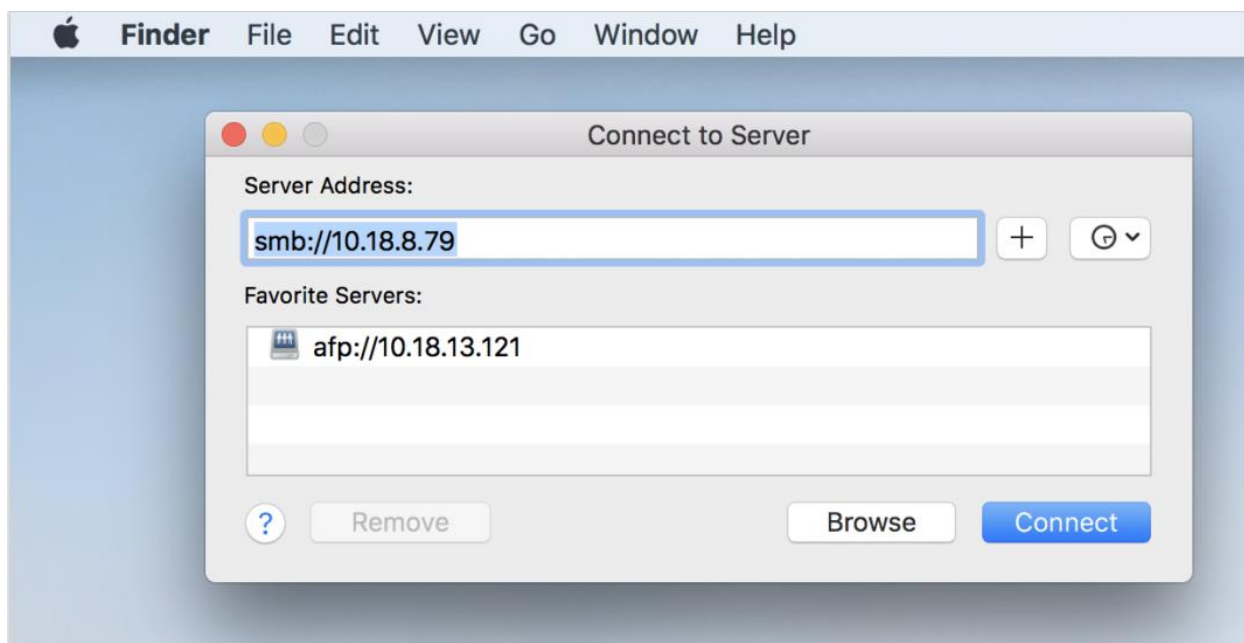 Finder File Edit View Go Window Help
Connect to Server
Server Address:
smb://10.18.8.79
Favorite Servers:
afp://10.18.13.121
? Remove Browse Connect